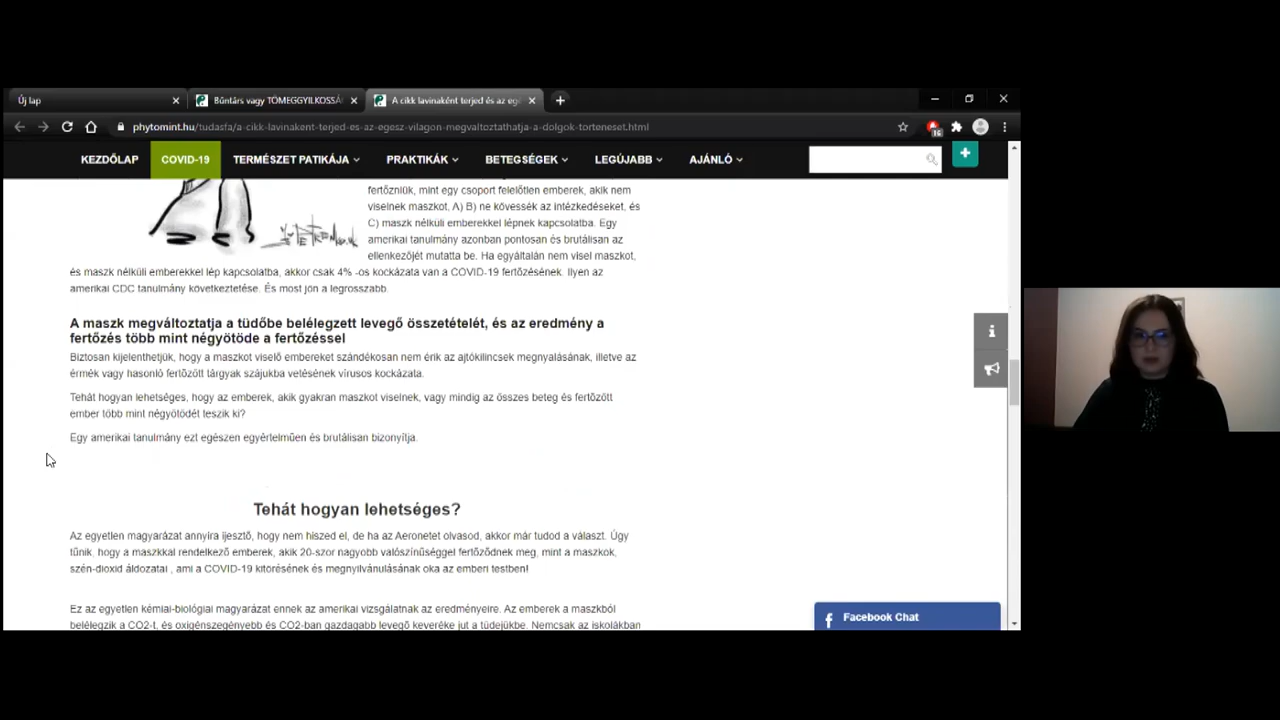 Új lap
Bűntárs vagy TÖMEGGYILKOSSÁ
A cikk lavinaként terjed és az egé
phytomint.hu/tudasfa/a-cikk-lavinakent-terjed-es-az-egesz-vilagon-megvaltoztathatja-a-dolgok-torteneset.html
16
KEZDŐLAP COVID-19 TERMÉSZET PATIKÁJA PRAKTIKÁK BETEGSÉGEK LEGÚJABB AJÁNLÓ
fertőzniük, mint egy csoport felelőtlen emberek, akik nem
viselnek maszkot, A) B) ne kövessék az intézkedéseket, és
C) maszk nélküli emberekkel lépnek kapcsolatba. Egy
amerikai tanulmány azonban pontosan és brutálisan az
ellenkezőjét mutatta be. Ha egyáltalán nem visel maszkot,
és maszk nélküli emberekkel lép kapcsolatba, akkor csak 4% -os kockázata van a COVID-19 fertőzésének. Ilyen az
amerikai CDC tanulmány következtetése. És most jön a legrosszabb.
A maszk megváltoztatja a tüdőbe belélegzett levegő összetételét, és az eredmény a
fertőzés több mint négyötöde a fertőzéssel
Biztosan kijelenthetjük, hogy a maszkot viselő embereket szándékosan nem érik az ajtókilincsek megnyalásának, illetve az
érmék vagy hasonló fertőzött tárgyak szájukba vetésének vírusos kockázata.
Tehát hogyan lehetséges, hogy az emberek, akik gyakran maszkot viselnek, vagy mindig az összes beteg és fertőzött
ember több mint négyötödét teszik ki?
Egy amerikai tanulmány ezt egészen egyértelműen és brutálisan bizonyítja.
Tehát hogyan lehetséges?
Az egyetlen magyarázat annyira ijesztő, hogy nem hiszed el, de ha az Aeronetet olvasod, akkor már tudod a választ. Úgy
tűnik, hogy a maszkkal rendelkező emberek, akik 20-szor nagyobb valószínűséggel fertőződnek meg, mint a maszkok,
szén-dioxid áldozatai , ami a COVID-19 kitörésének és megnyilvánulásának oka az emberi testben!
Ez az egyetlen kémiai-biológiai magyarázat ennek az amerikai vizsgálatnak az eredményeire. Az emberek a maszkból
belélegzik a CO2-t, és oxigénszegényebb és CO2-ban gazdagabb levegő keveréke jut a tüdejükbe. Nemcsak az iskolákban
Facebook Chat